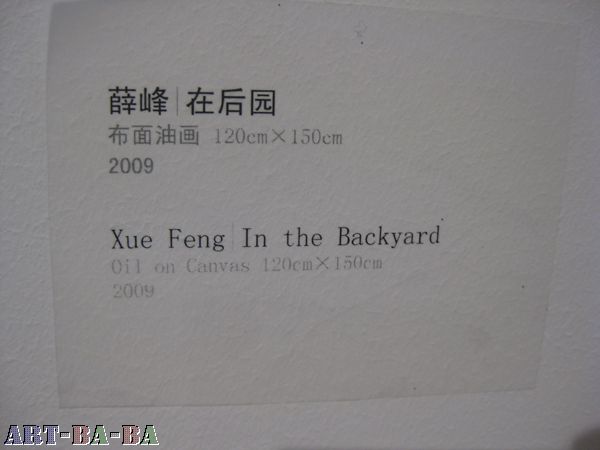 薛峰|在后园
布面油画 120cm×150cm
2009
Xue Feng|In the Backyard
Oil on Canvas 120cm×150cm
2009
ART-BA-BA